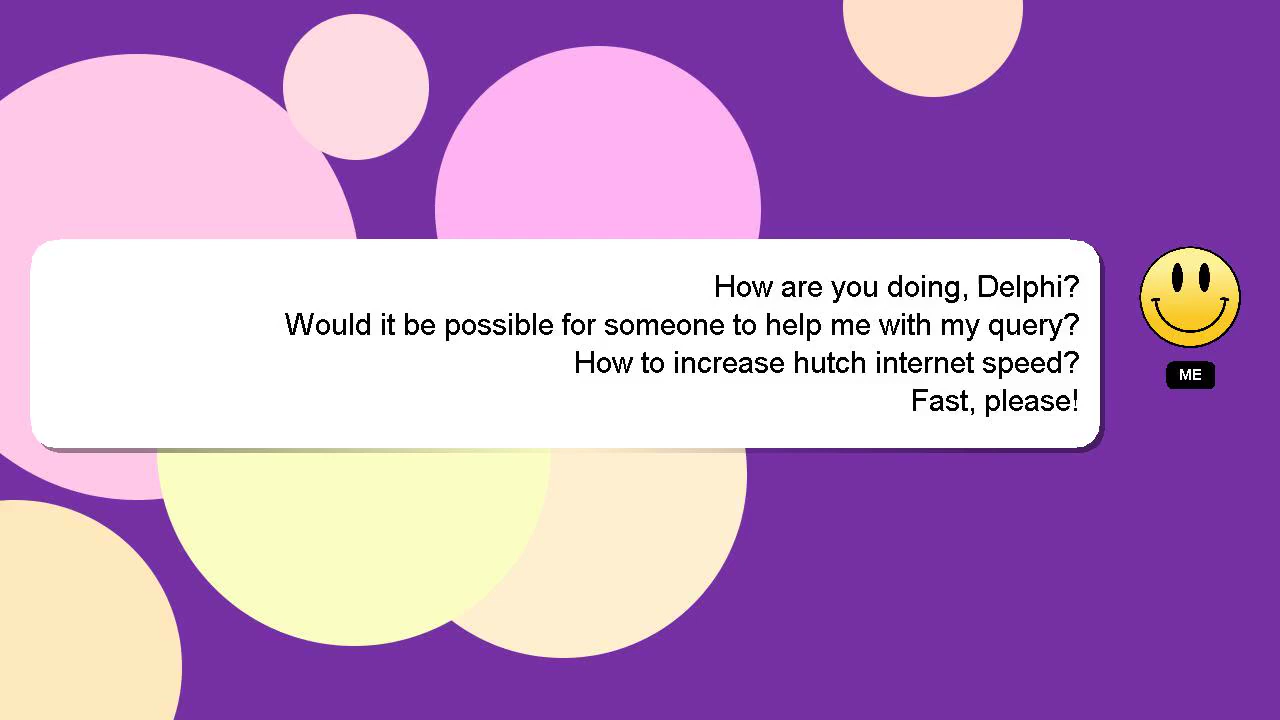 How are you doing, Delphi?
Would it be possible for someone to help me with my query?
How to increase hutch internet speed?
Fast, please!
ME